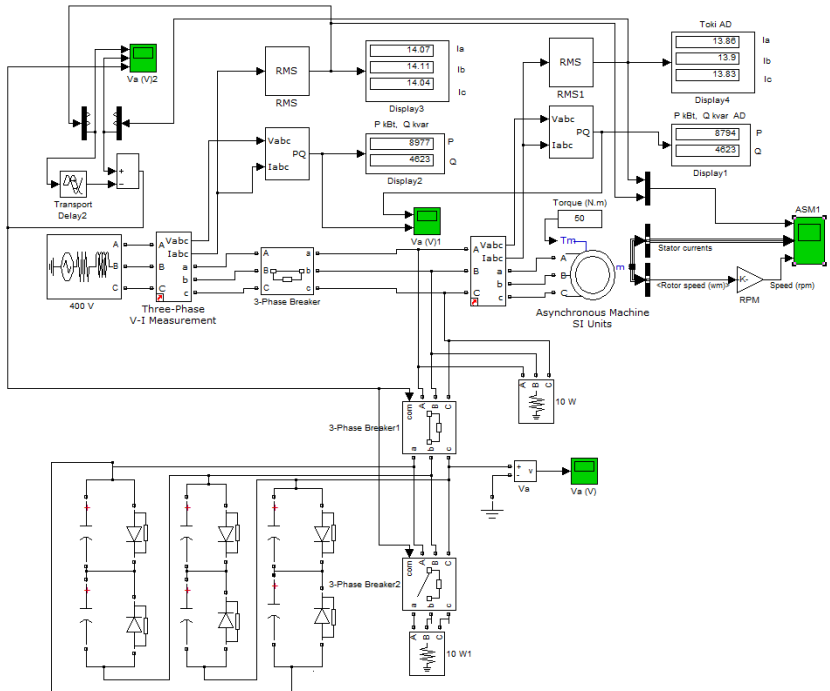 Va (V)2
Transport
Delay2
RMS
RMS
14.07
14.11
14.04
Ia
Ib
Ic
Display3
Vabc
Iabc
PQ
P kBt, Q kvar
8977
4623
P
Q
Display2
RMS
RMS1
Toki AD
13.86
13.9
13.83
Ia
Ib
Ic
Display4
Vabc
Iabc
PQ
P kBt, Q kvar AD
8794
4623
P
Q
Display1
Va (V)1
Torque (N.m)
50
ASM1
A
B
C
400 V
A
B
C
Vabc
Iabc
a
b
c
Three-Phase
V-I Measurement
A
B
C
a
b
c
3-Phase Breaker
A
B
C
Vabc
Iabc
a
b
c
Tm
A
B
C
m
Asynchronous Machine
SI Units
Stator currents
<Rotor speed (wm)>
-K-
RPM
Speed (rpm)
A B C
10 W
com
A B C
a b c
3-Phase Breaker1
+
-
v
Va
Va (V)
com
A B C
a b c
3-Phase Breaker2
A B C
10 W1